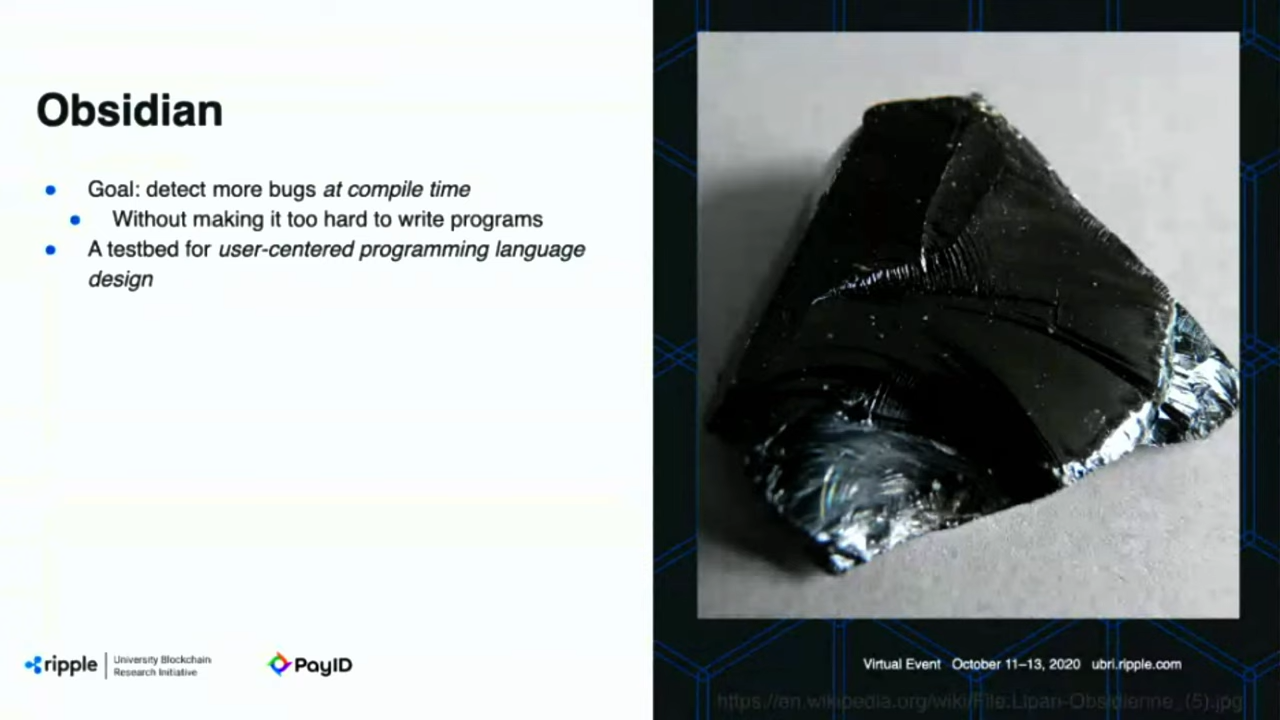 Obsidian
Goal: detect more bugs at compile time
Without making it too hard to write programs
A testbed for user-centered programming language
design
ripple
University Blockchain
Research Initiative
PayID
Virtual Event October 11–13, 2020 ubri.ripple.com
https://en.wikipedia.org/wiki/File:Lipari-Obsidienne_(5).jpg